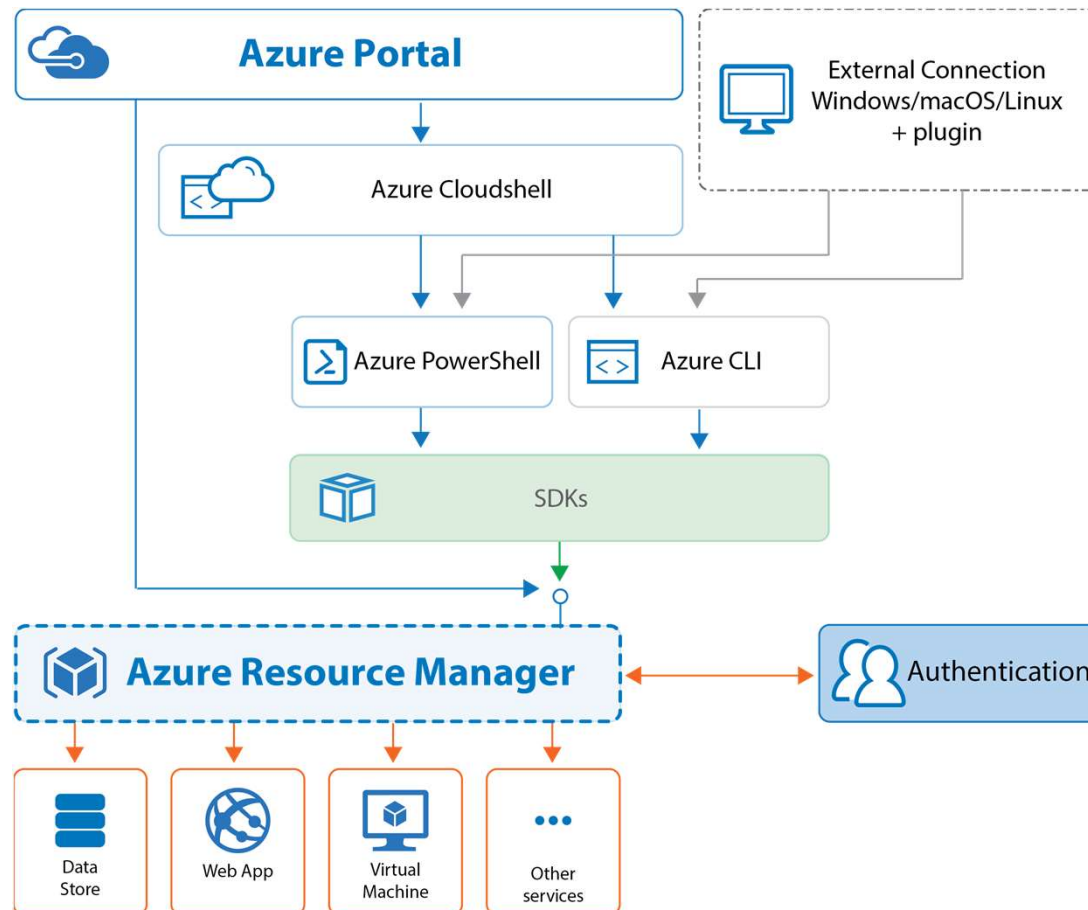 Azure Portal
External Connection
Windows/macOS/Linux
+ plugin
Azure Cloudshell
Azure PowerShell
Azure CLI
SDKs
Azure Resource Manager
Authentication
Data
Store
Web App
Virtual
Machine
Other
services